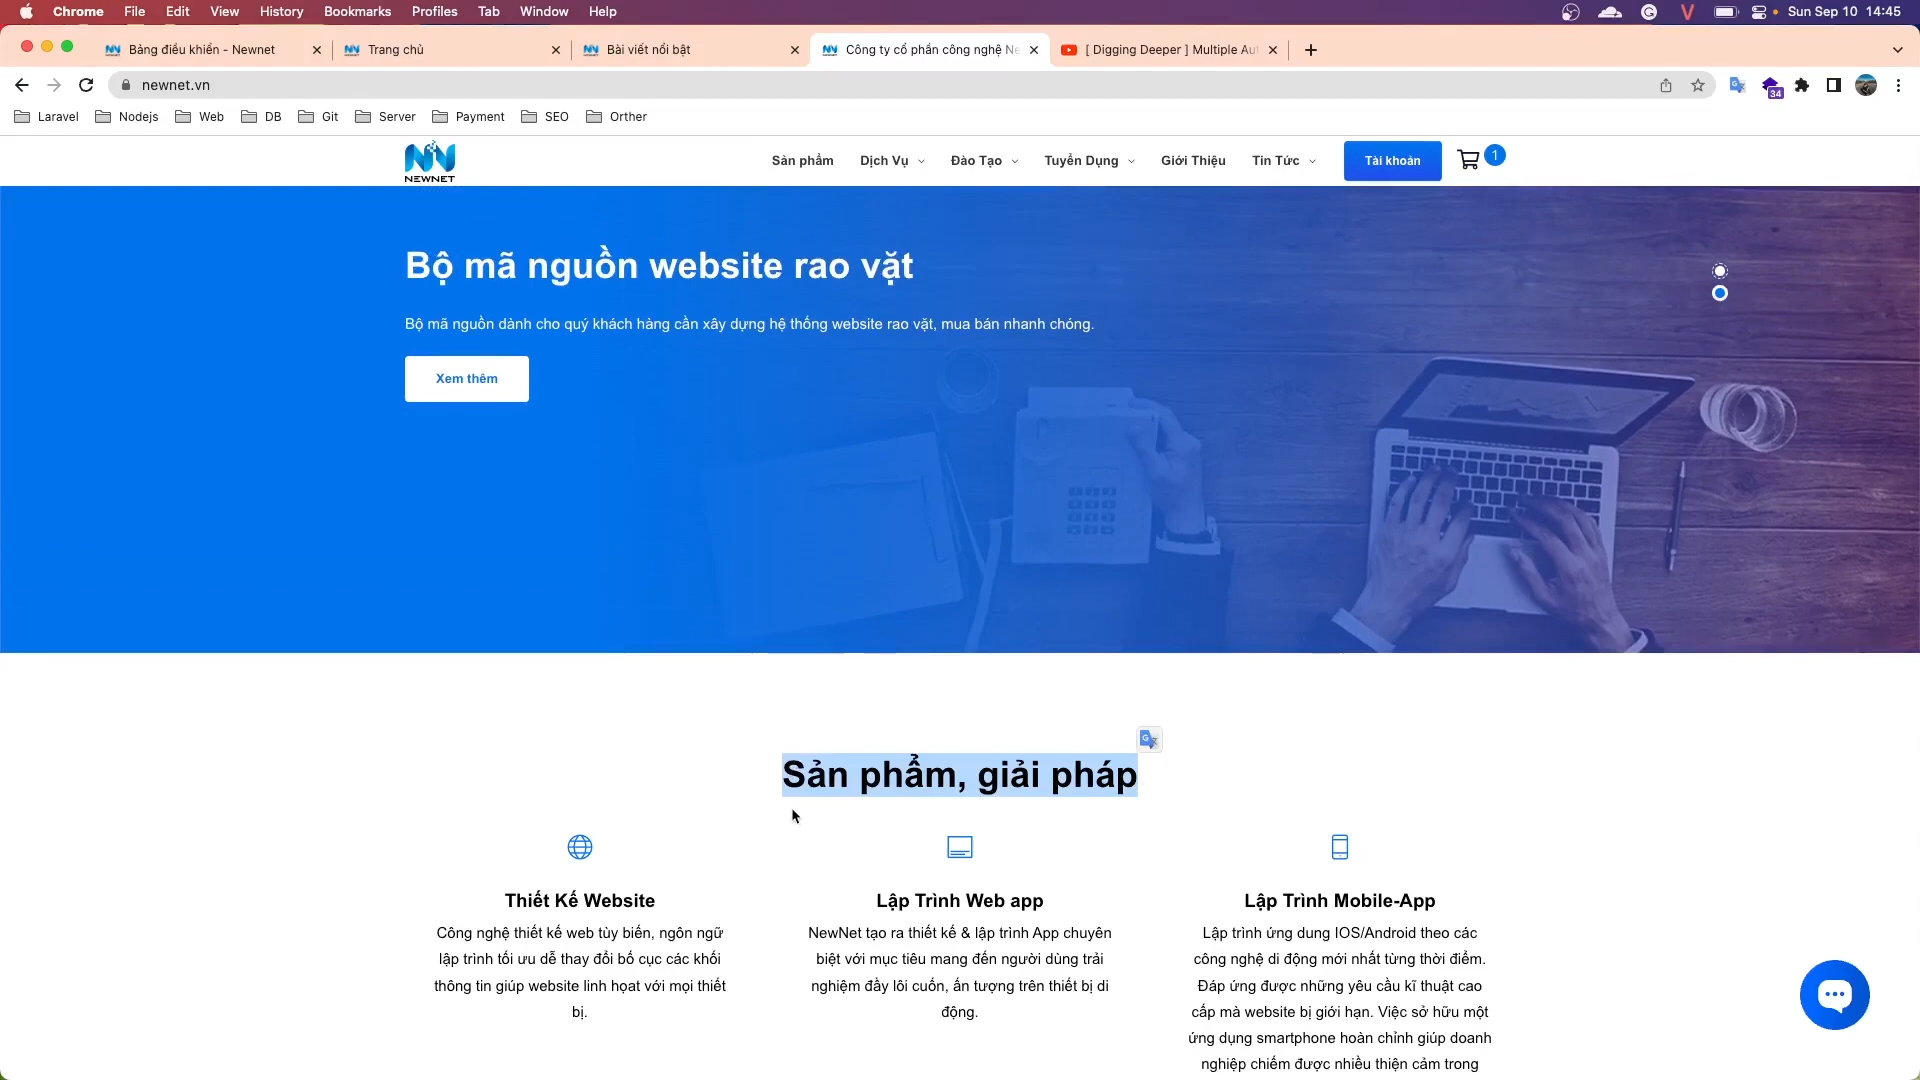 Chrome File Edit View History Bookmarks Profiles Tab Window Help Sun Sep 10 14:45
Bảng điều khiển - Newnet Trang chủ Bài viết nổi bật Công ty cổ phần công nghệ Ne [ Digging Deeper ] Multiple Aut
newnet.vn 34
Laravel Nodejs Web DB Git Server Payment SEO Orther
NEWNET Sản phẩm Dịch Vụ Đào Tạo Tuyển Dụng Giới Thiệu Tin Tức Tài khoản 1
Bộ mã nguồn website rao vặt
Bộ mã nguồn dành cho quý khách hàng cần xây dựng hệ thống website rao vặt, mua bán nhanh chóng.
Xem thêm
Sản phẩm, giải pháp
Thiết Kế Website
Công nghệ thiết kế web tùy biến, ngôn ngữ
lập trình tối ưu dễ thay đổi bố cục các khối
thông tin giúp website linh họat với mọi thiết
bị.
Lập Trình Web app
NewNet tạo ra thiết kế & lập trình App chuyên
biệt với mục tiêu mang đến người dùng trải
nghiệm đầy lôi cuốn, ấn tượng trên thiết bị di
động.
Lập Trình Mobile-App
Lập trình ứng dung IOS/Android theo các
công nghệ di động mới nhất từng thời điểm.
Đáp ứng được những yêu cầu kĩ thuật cao
cấp mà website bị giới hạn. Việc sở hữu một
ứng dụng smartphone hoàn chỉnh giúp doanh
nghiệp chiếm được nhiều thiện cảm trong